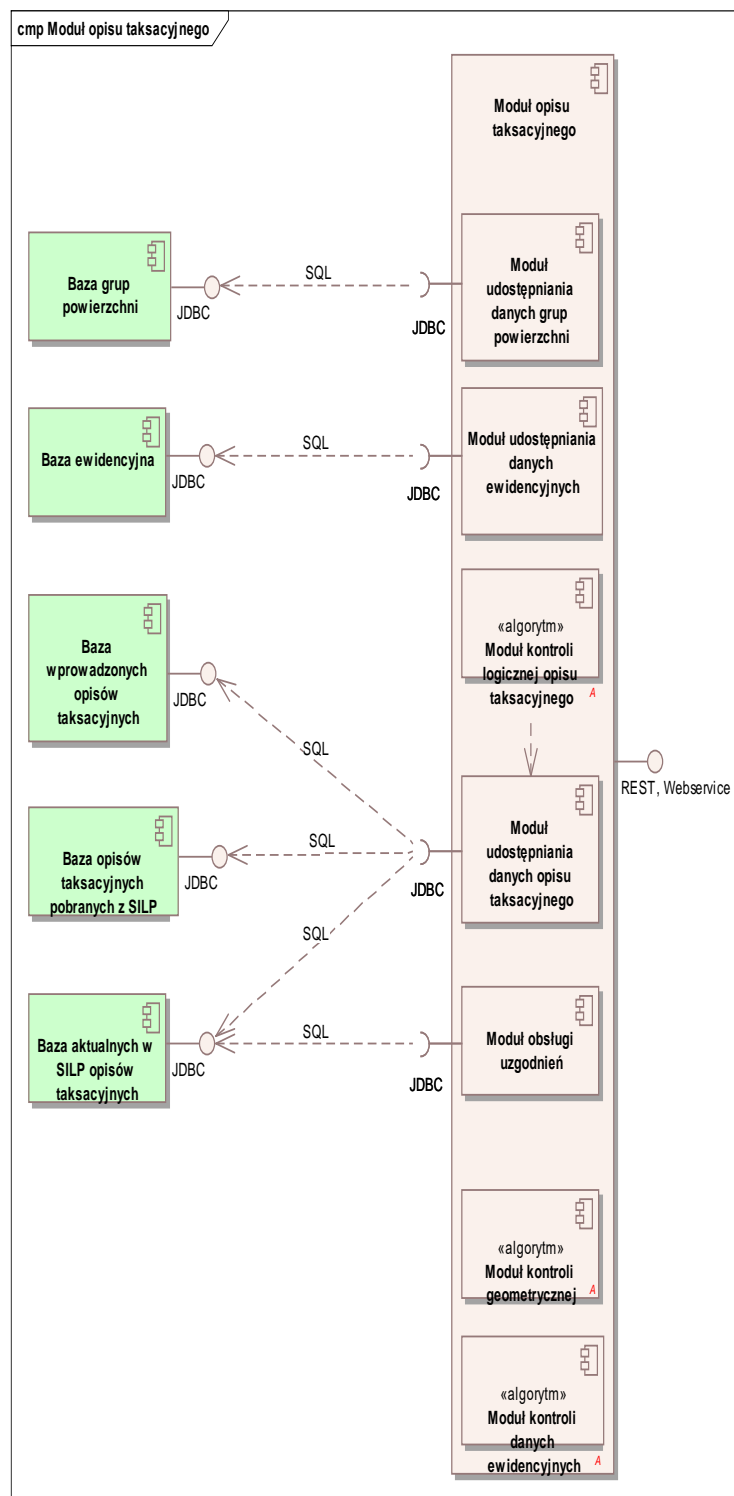 cmp Moduł opisu taksacyjnego
Moduł opisu
taksacyjnego
Baza grup
powierzchni
JDBC
SQL
JDBC
Moduł
udostępniania
danych grup
powierzchni
Baza ewidencyjna
JDBC
SQL
JDBC
Moduł udostępniania
danych
ewidencyjnych
«algorytm»
Moduł kontroli
logicznej opisu
taksacyjnego
A
Baza
wprowadzonych
opisów
taksacyjnych
JDBC
SQL
REST, Webservice
Baza opisów
taksacyjnych
pobranych z SILP
JDBC
SQL
JDBC
Moduł
udostępniania
danych opisu
taksacyjnego
SQL
Baza aktualnych w
SILP opisów
taksacyjnych
JDBC
SQL
JDBC
Moduł obsługi
uzgodnień
«algorytm»
Moduł kontroli
geometrycznej
A
«algorytm»
Moduł kontroli
danych
ewidencyjnych
A